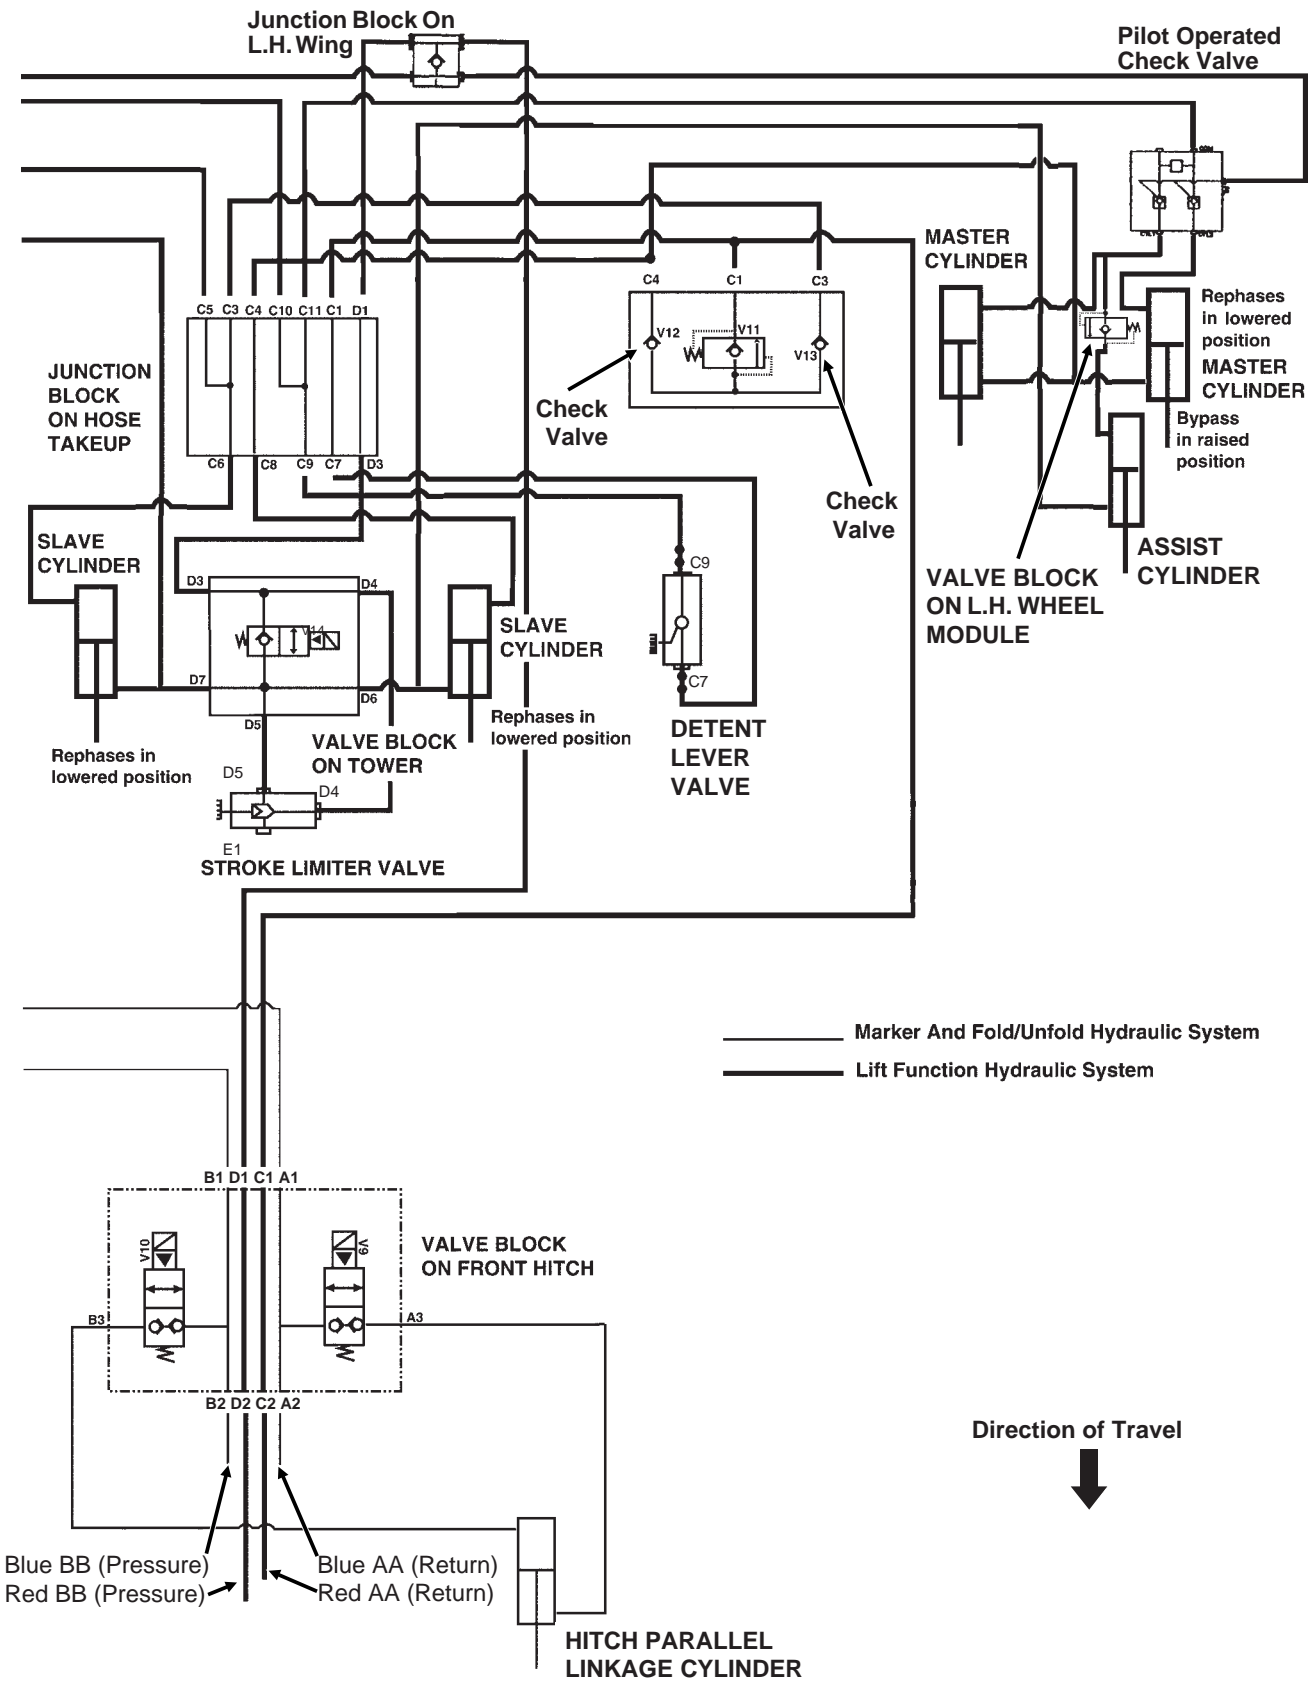 Junction Block On
L.H. Wing
Pilot Operated
Check Valve
MASTER
CYLINDER
C5 C3 C4 C10 C11 C1 D1
C4 C1 C3
Rephases
in lowered
position
MASTER
CYLINDER
V12 V11 V13
JUNCTION
BLOCK
ON HOSE
TAKEUP
Check
Valve
Bypass
in raised
position
C6 C8 C9 C7 D3
Check
Valve
SLAVE
CYLINDER
ASSIST
CYLINDER
C9
VALVE BLOCK
ON L.H. WHEEL
MODULE
D3 D4
V14
SLAVE
CYLINDER
D7 D6
C7
D5
Rephases in
lowered position
VALVE BLOCK
ON TOWER
Rephases in
lowered position
DETENT
LEVER
VALVE
D5
D4
E1
STROKE LIMITER VALVE
Marker And Fold/Unfold Hydraulic System
Lift Function Hydraulic System
B1 D1 C1 A1
V10 V9
VALVE BLOCK
ON FRONT HITCH
B3 A3
B2 D2 C2 A2
Direction of Travel
Blue BB (Pressure)
Red BB (Pressure)
Blue AA (Return)
Red AA (Return)
HITCH PARALLEL
LINKAGE CYLINDER